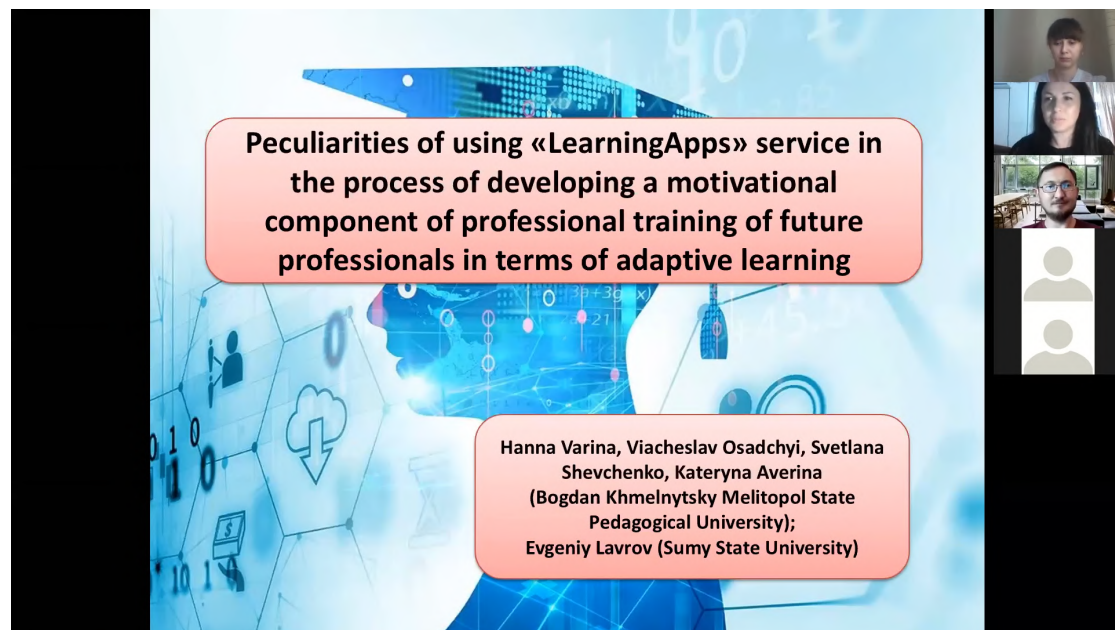 Peculiarities of using «LearningApps» service in
the process of developing a motivational
component of professional training of future
professionals in terms of adaptive learning
Hanna Varina, Viacheslav Osadchyi, Svetlana
Shevchenko, Kateryna Averina
(Bogdan Khmelnytsky Melitopol State
Pedagogical University);
Evgeniy Lavrov (Sumy State University)